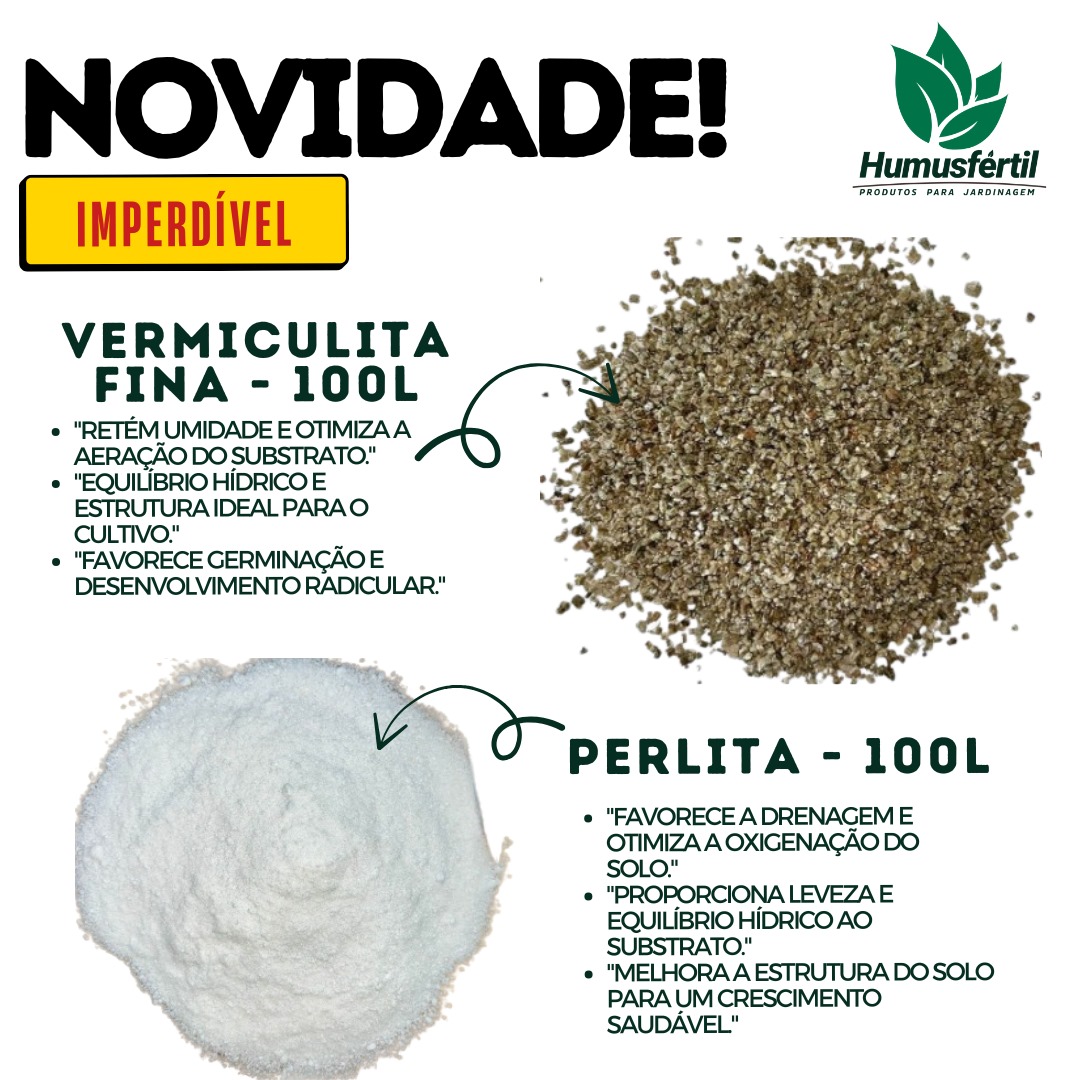 NOVIDADE!
Humusfértil
PRODUTOS PARA JARDINAGEM
IMPERDÍVEL
VERMICULITA
FINA - 100L
• "RETÉM UMIDADE E OTIMIZA A
AERAÇÃO DO SUBSTRATO."
• "EQUILÍBRIO HÍDRICO E
ESTRUTURA IDEAL PARA O
CULTIVO."
• "FAVORECE GERMINAÇÃO E
DESENVOLVIMENTO RADICULAR."
PERLITA - 100L
• "FAVORECE A DRENAGEM E
OTIMIZA A OXIGENAÇÃO DO
SOLO."
• "PROPORCIONA LEVEZA E
EQUILÍBRIO HÍDRICO AO
SUBSTRATO."
• "MELHORA A ESTRUTURA DO SOLO
PARA UM CRESCIMENTO
SAUDÁVEL."